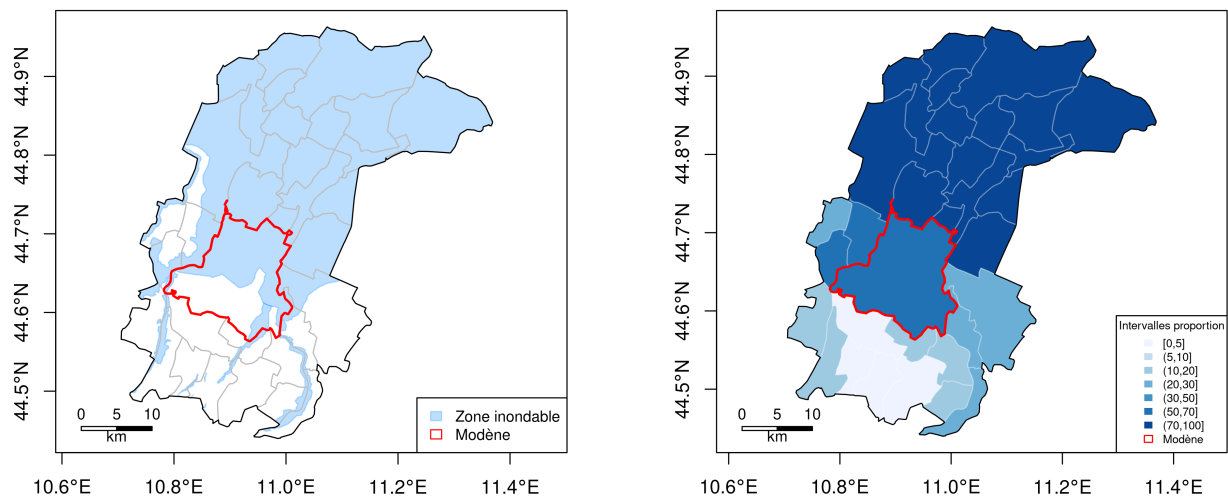 44.9°N
44.8°N
44.7°N
44.6°N
44.5°N
0 5 10
km
Zone inondable
Modène
10.6°E 10.8°E 11.0°E 11.2°E 11.4°E
44.9°N
44.8°N
44.7°N
44.6°N
44.5°N
0 5 10
km
Intervalles proportion
[0,5]
(5,10]
(10,20]
(20,30]
(30,50]
(50,70]
(70,100]
Modène
10.6°E 10.8°E 11.0°E 11.2°E 11.4°E